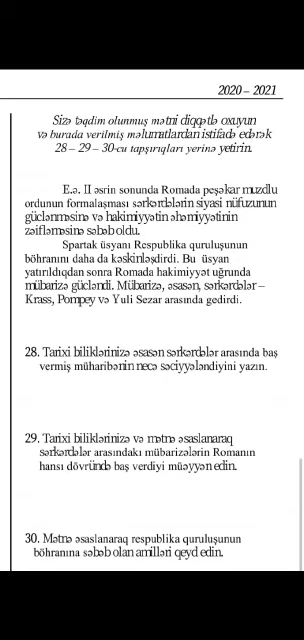 2020 – 2021
Sizə təqdim olunmuş mətni diqqətlə oxuyun
və burada verilmiş məlumatlardan istifadə edərək
28 – 29 – 30-cu tapşırıqları yerinə yetirin.
E.ə. II əsrin sonunda Romada peşəkar muzdlu
ordunun formalaşması sərkərdələrin siyasi nüfuzunun
güclənməsinə və hakimiyyətin əhəmiyyətinin
zəifləməsinə səbəb oldu.
Spartak üsyanı Respublika quruluşunun
böhranını daha da kəskinləşdirdi. Bu üsyan
yatırıldıqdan sonra Romada hakimiyyət uğrunda
mübarizə gücləndi. Mübarizə, əsasən, sərkərdələr –
Krass, Pompey və Yuli Sezar arasında gedirdi.
28. Tarixi biliklərinizə əsasən sərkərdələr arasında baş
vermiş müharibənin necə səciyyələndiyini yazın.
29. Tarixi biliklərinizə və mətnə əsaslanaraq
sərkərdələr arasındakı mübarizələrin Romanın
hansı dövründə baş verdiyi müəyyən edin.
30. Mətnə əsaslanaraq respublika quruluşunun
böhranına səbəb olan amilləri qeyd edin.